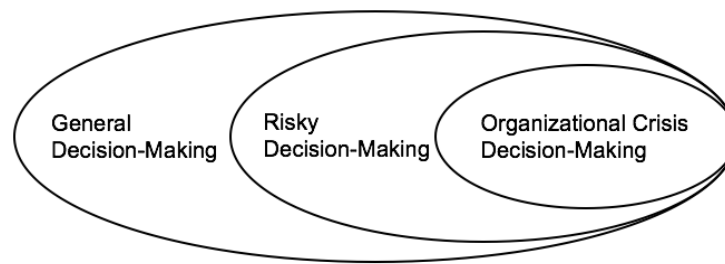 General
Decision-Making
Risky
Decision-Making
Organizational Crisis
Decision-Making